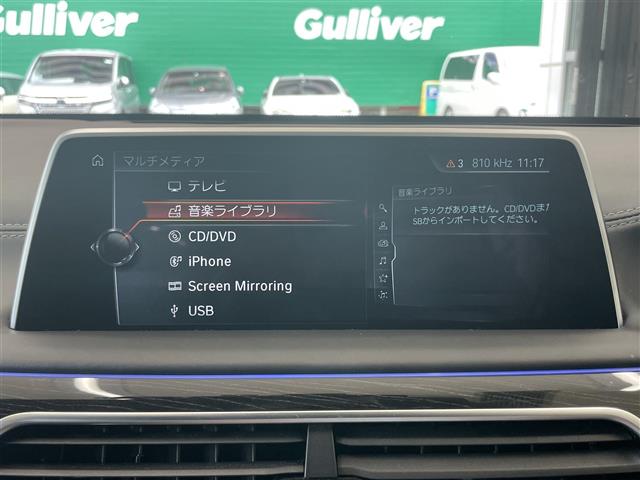 Gulliver
Gulliver
マルチメディア
3 810 kHz 11:17
テレビ
音楽ライブラリ
CD/DVD
iPhone
Screen Mirroring
USB
音楽ライブラリ
トラックがありません。CD/DVDま
SBからインポートしてください。